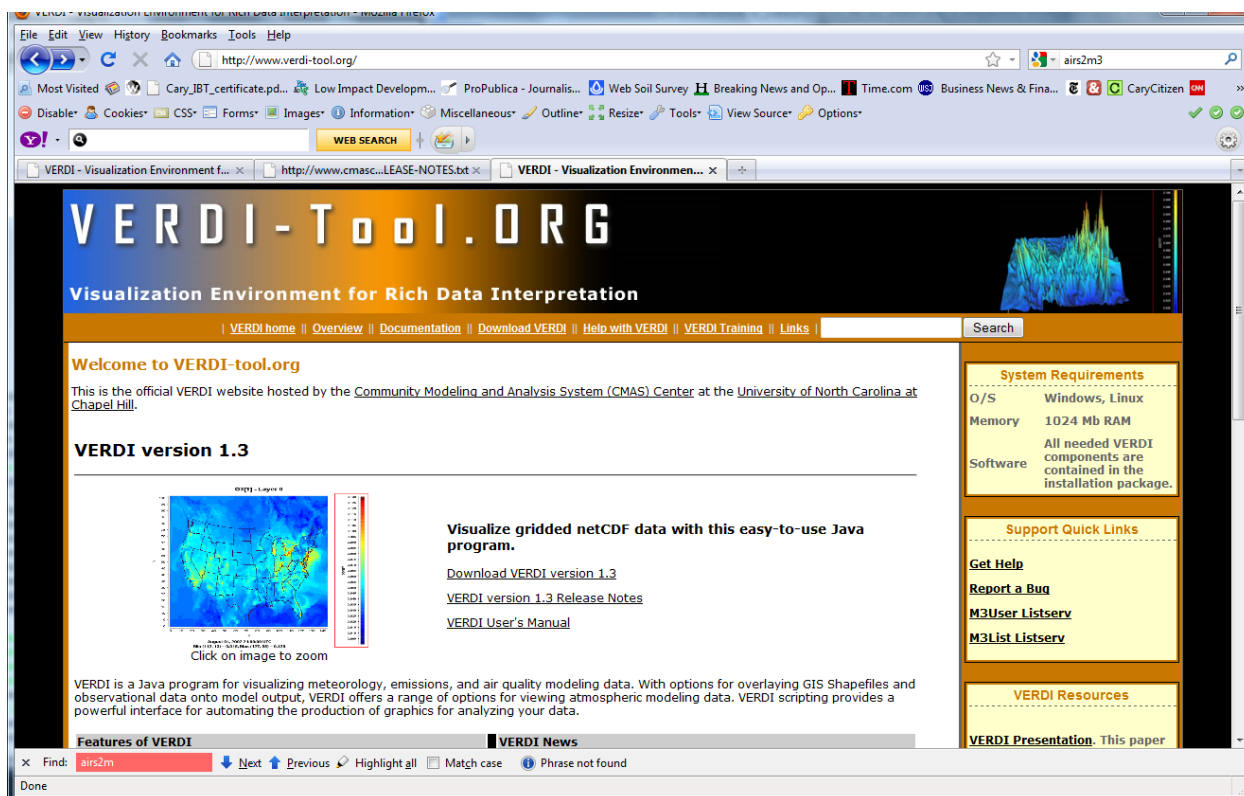 VERDI - Visualization Environment for Rich Data Interpretation - Mozilla Firefox
File Edit View History Bookmarks Tools Help
http://www.verdi-tool.org/ airs2m3
Most Visited Cary_IBT_certificate.pd... Low Impact Developm... ProPublica - Journalis... Web Soil Survey Breaking News and Op... Time.com Business News & Fina... CaryCitizen »
Disable Cookies CSS Forms Images Information Miscellaneous Outline Resize Tools View Source Options
Y! WEB SEARCH
VERDI - Visualization Environment f... http://www.cmasc...LEASE-NOTES.txt VERDI - Visualization Environmen...
VERDI-Tool.ORG
Visualization Environment for Rich Data Interpretation
| VERDI home || Overview || Documentation || Download VERDI || Help with VERDI || VERDI Training || Links | Search
Welcome to VERDI-tool.org
This is the official VERDI website hosted by the Community Modeling and Analysis System (CMAS) Center at the University of North Carolina at
Chapel Hill.
VERDI version 1.3
Visualize gridded netCDF data with this easy-to-use Java
program.
Download VERDI version 1.3
VERDI version 1.3 Release Notes
VERDI User's Manual
Click on image to zoom
VERDI is a Java program for visualizing meteorology, emissions, and air quality modeling data. With options for overlaying GIS Shapefiles and
observational data onto model output, VERDI offers a range of options for viewing atmospheric modeling data. VERDI scripting provides a
powerful interface for automating the production of graphics for analyzing your data.
Features of VERDI VERDI News
System Requirements
O/S Windows, Linux
Memory 1024 Mb RAM
Software All needed VERDI
components are
contained in the
installation package.
Support Quick Links
Get Help
Report a Bug
M3User Listserv
M3List Listserv
VERDI Resources
VERDI Presentation. This paper
Find: airs2m Next Previous Highlight all Match case Phrase not found
Done